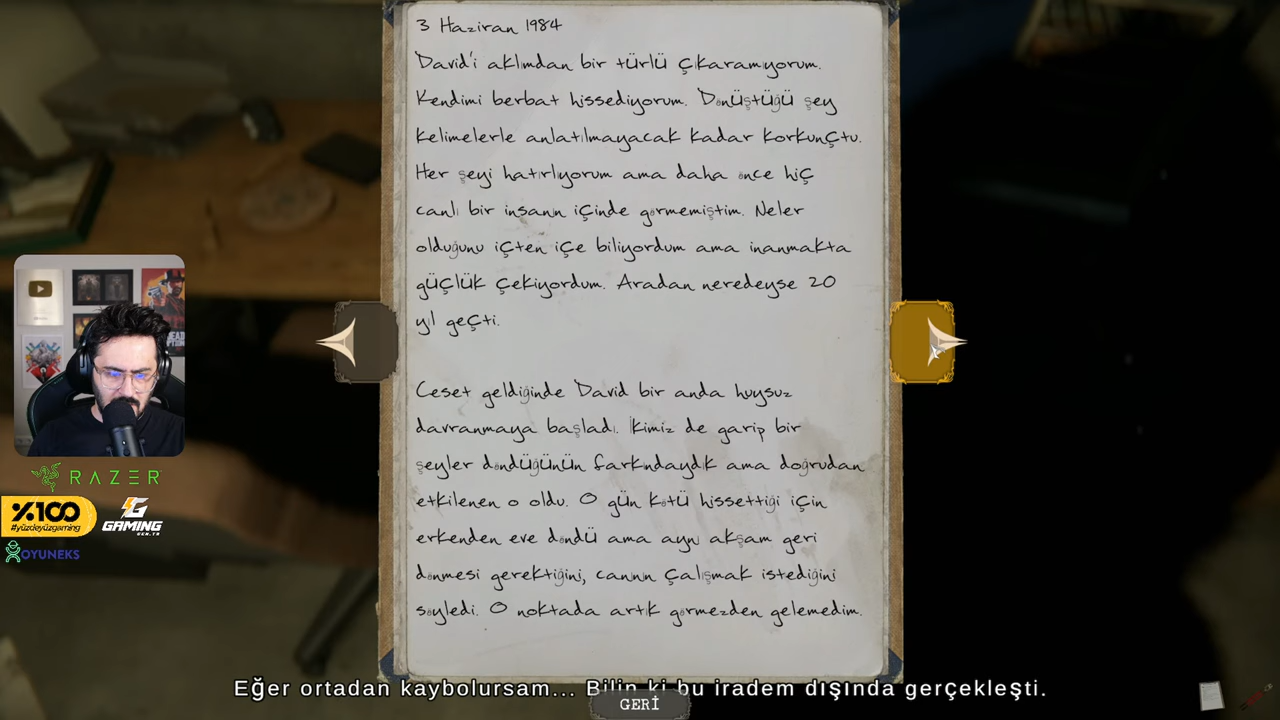 3 Haziran 1984
David'i aklımdan bir türlü çıkaramıyorum.
Kendimi berbat hissediyorum. Dönüştüğü şey
kelimelerle anlatılmayacak kadar korkunçtu.
Her şeyi hatırlıyorum ama daha önce hiç
canlı bir insanın içinde görmemiştim. Neler
olduğunu içten içe biliyordum ama inanmakta
güçlük çekiyordum. Aradan neredeyse 20
yıl geçti.
Ceset geldiğinde David bir anda huysuz
davranmaya başladı. İkimiz de garip bir
şeyler döndüğünün farkındaydık ama doğrudan
etkilenen o oldu. O gün kötü hissettiği için
erkenden eve döndü ama aynı akşam geri
dönmesi gerektiğini, canının çalışmak istediğini
söyledi. O noktada artık görmezden gelemedim.
Eğer ortadan kaybolursam... Bilin ki bu iradem dışında gerçekleşti.
GERİ
RAZER
%100
#yüzdeyüzgaming
GAMING
GEN.TR
OYUNEKS